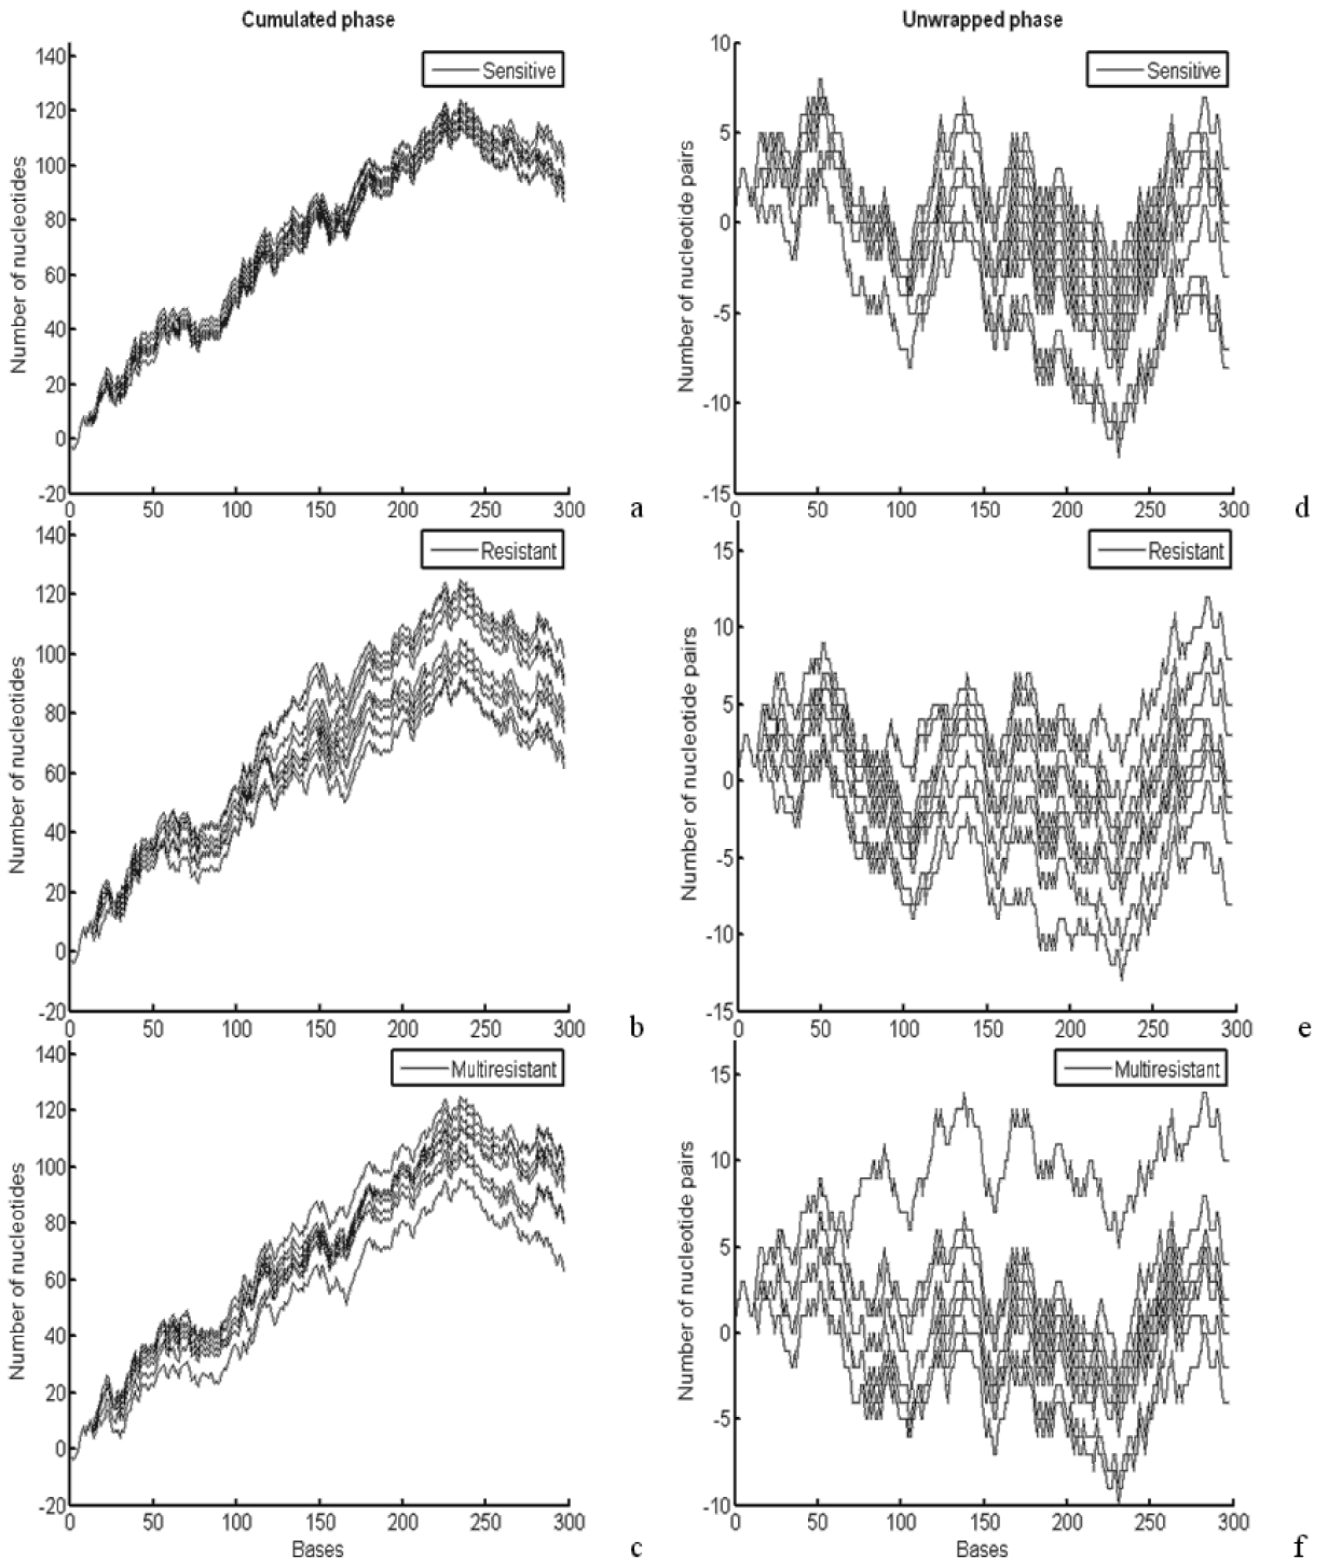 Cumulated phase
Unwrapped phase
140
120
100
80
60
40
20
0
-20
Number of nucleotides
Sensitive
0 50 100 150 200 250 300
a
10
5
0
-5
-10
-15
Number of nucleotide pairs
Sensitive
0 50 100 150 200 250 300
d
140
120
100
80
60
40
20
0
-20
Number of nucleotides
Resistant
0 50 100 150 200 250 300
b
15
10
5
0
-5
-10
-15
Number of nucleotide pairs
Resistant
0 50 100 150 200 250 300
e
140
120
100
80
60
40
20
0
-20
Number of nucleotides
Multiresistant
0 50 100 150 200 250 300
Bases
c
15
10
5
0
-5
-10
Number of nucleotide pairs
Multiresistant
0 50 100 150 200 250 300
Bases
f